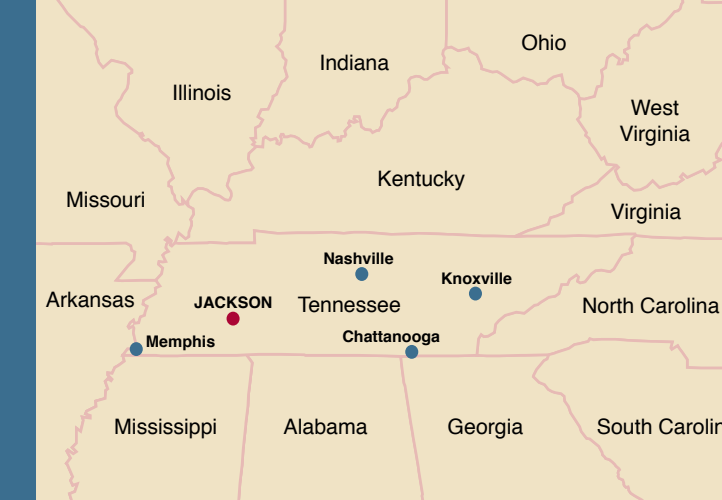 Ohio
Indiana
Illinois
West
Virginia
Kentucky
Missouri
Virginia
Nashville
Knoxville
Arkansas
JACKSON
Tennessee
North Carolina
Memphis
Chattanooga
Mississippi
Alabama
Georgia
South Carolin